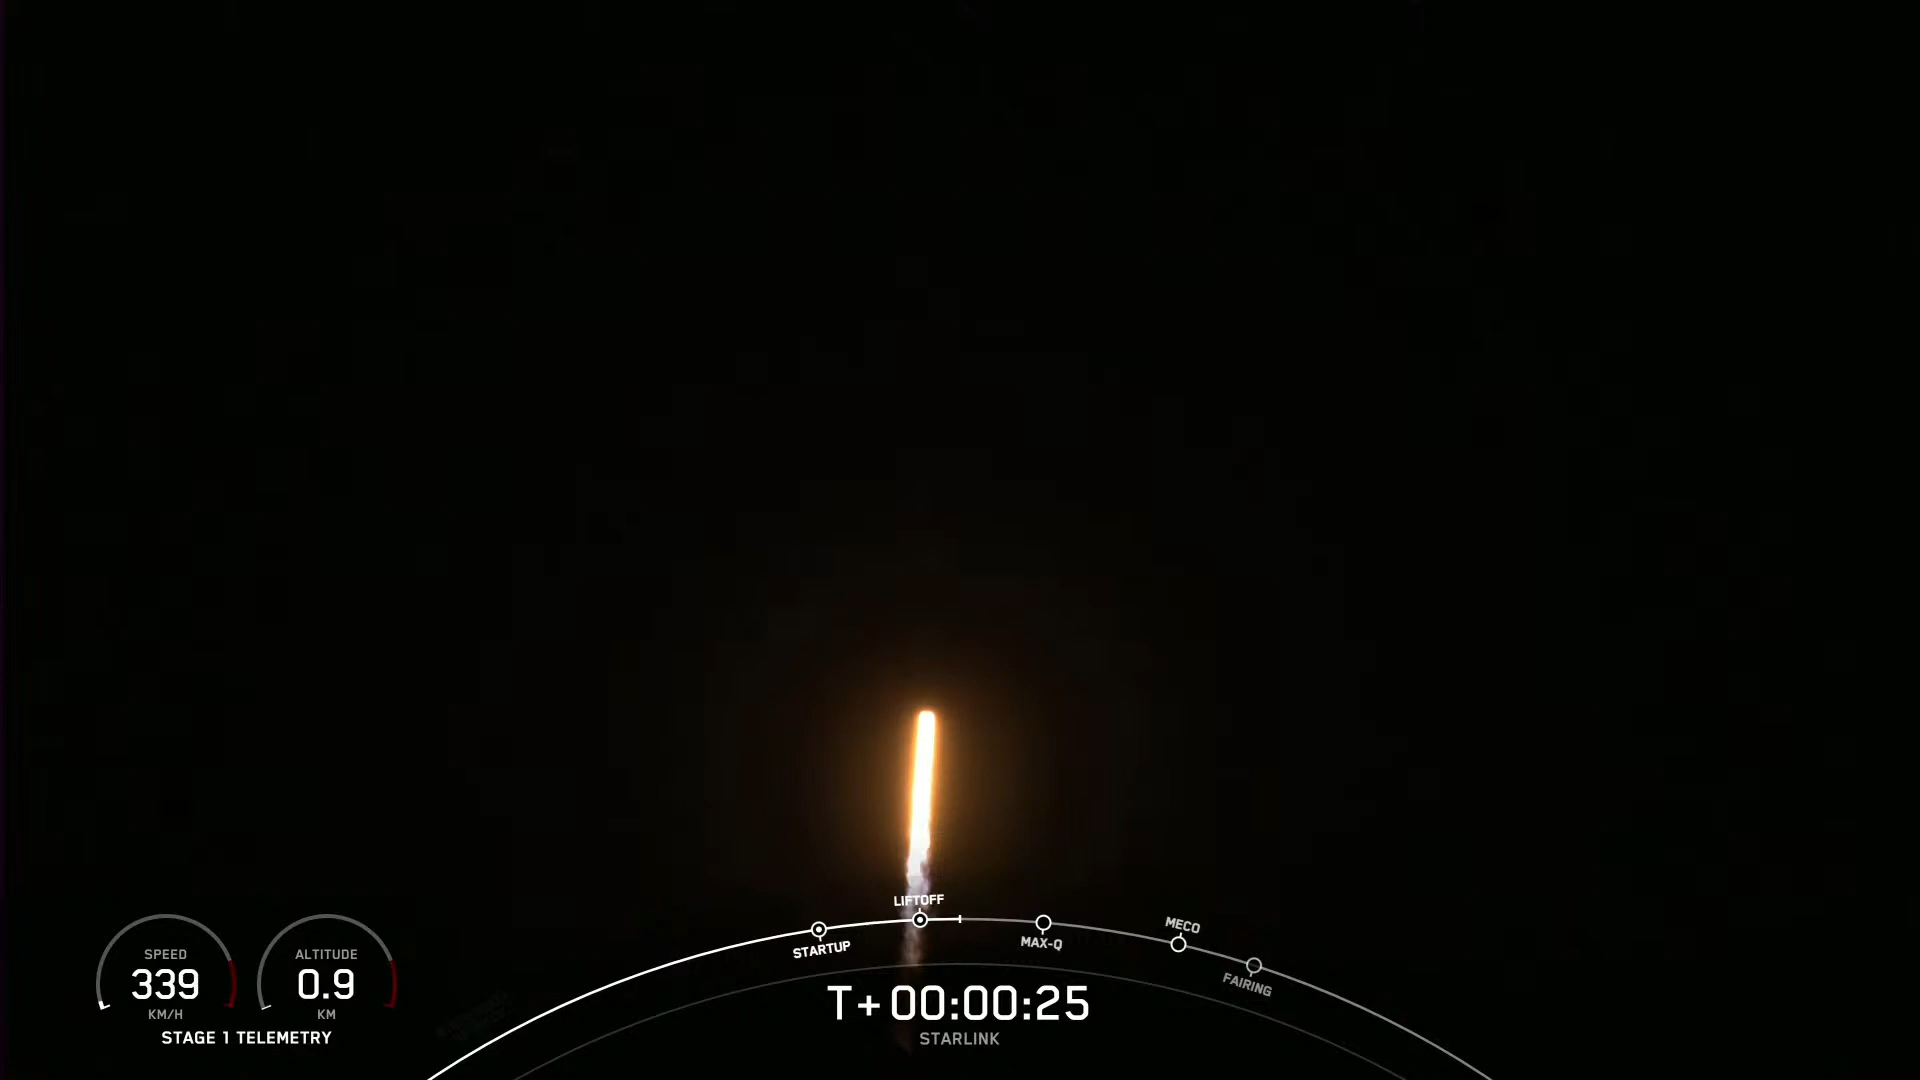 LIFTOFF
STARTUP
MAX-Q
MECO
FAIRING
SPEED
339
KM/H
ALTITUDE
0.9
KM
STAGE 1 TELEMETRY
T+00:00:25
STARLINK